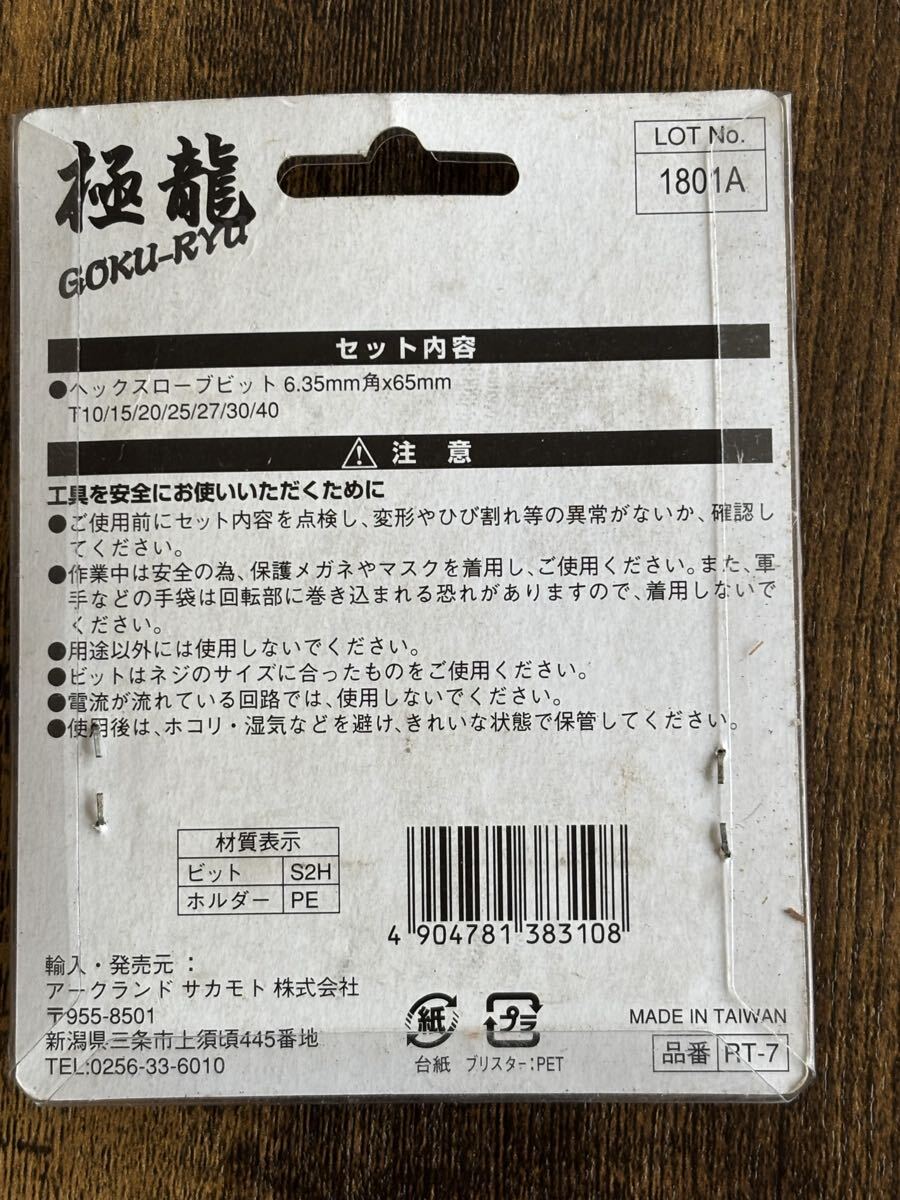 極龍
GOKU-RYU
LOT No.
1801A
セット内容
●ヘックスローブビット 6.35mm角x65mm
T10/15/20/25/27/30/40
⚠ 注 意
工具を安全にお使いいただくために
●ご使用前にセット内容を点検し、変形やひび割れ等の異常がないか、確認し
てください。
●作業中は安全の為、保護メガネやマスクを着用し、ご使用ください。また、軍
手などの手袋は回転部に巻き込まれる恐れがありますので、着用しないで
ください。
●用途以外には使用しないでください。
●ビットはネジのサイズに合ったものをご使用ください。
●電流が流れている回路では、使用しないでください。
●使用後は、ホコリ・湿気などを避け、きれいな状態で保管してください。
材質表示
ビット S2H
ホルダー PE
4 904781 383108
輸入・発売元：
アークランド サカモト 株式会社
〒955-8501
新潟県三条市上須頃445番地
TEL:0256-33-6010
紙
台紙
プラ
ブリスター:PET
MADE IN TAIWAN
品番 RT-7